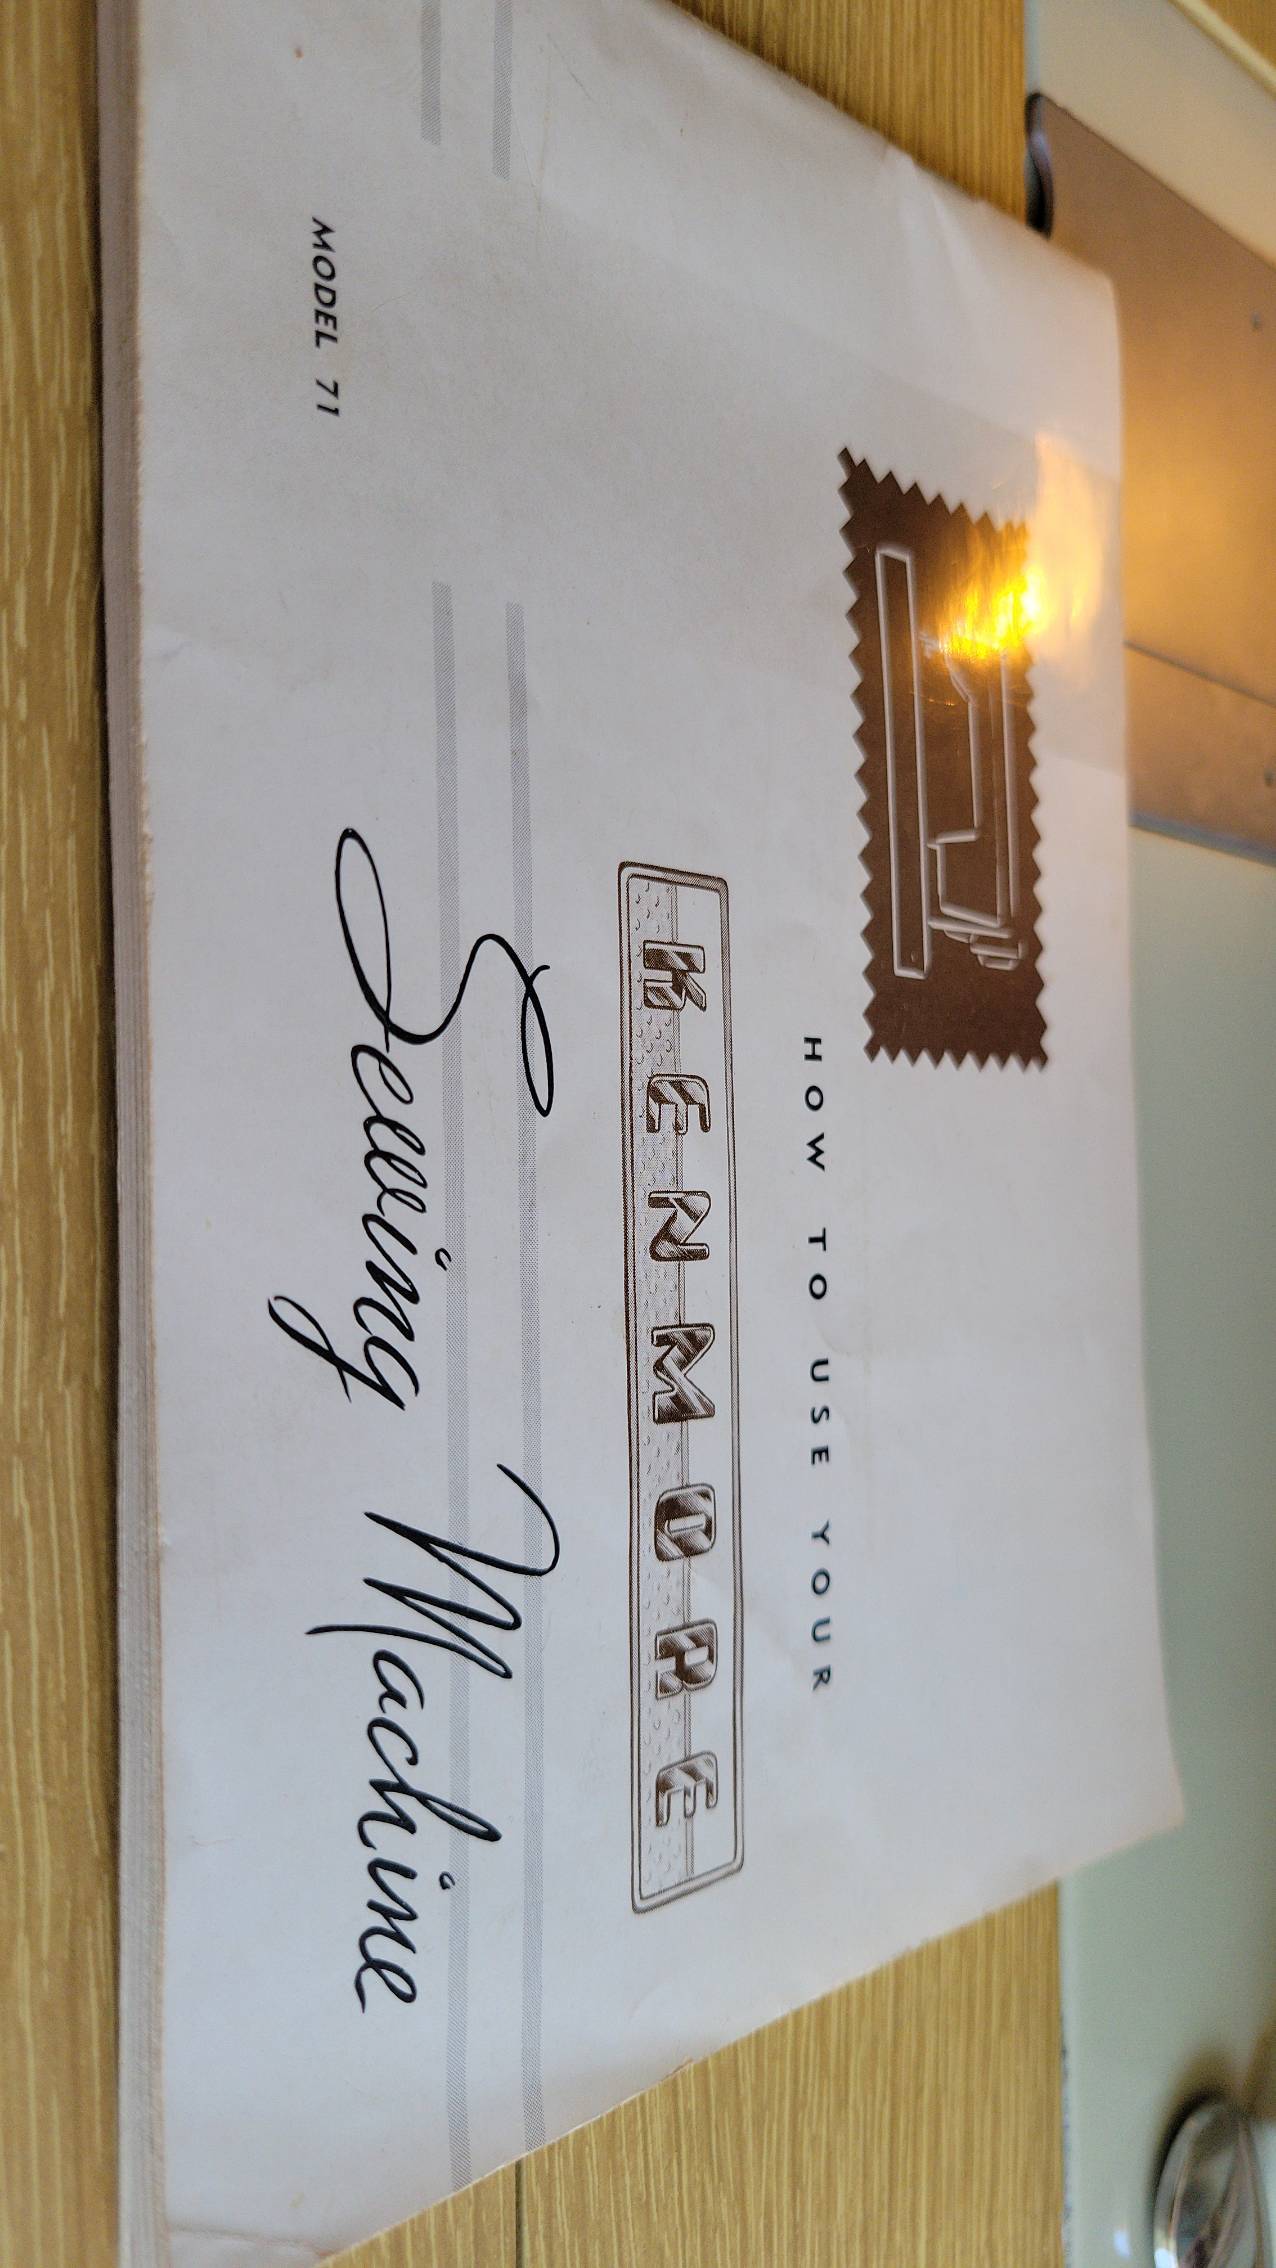 HOW TO USE YOUR
KENMORE
Sewing Machine
MODEL 71